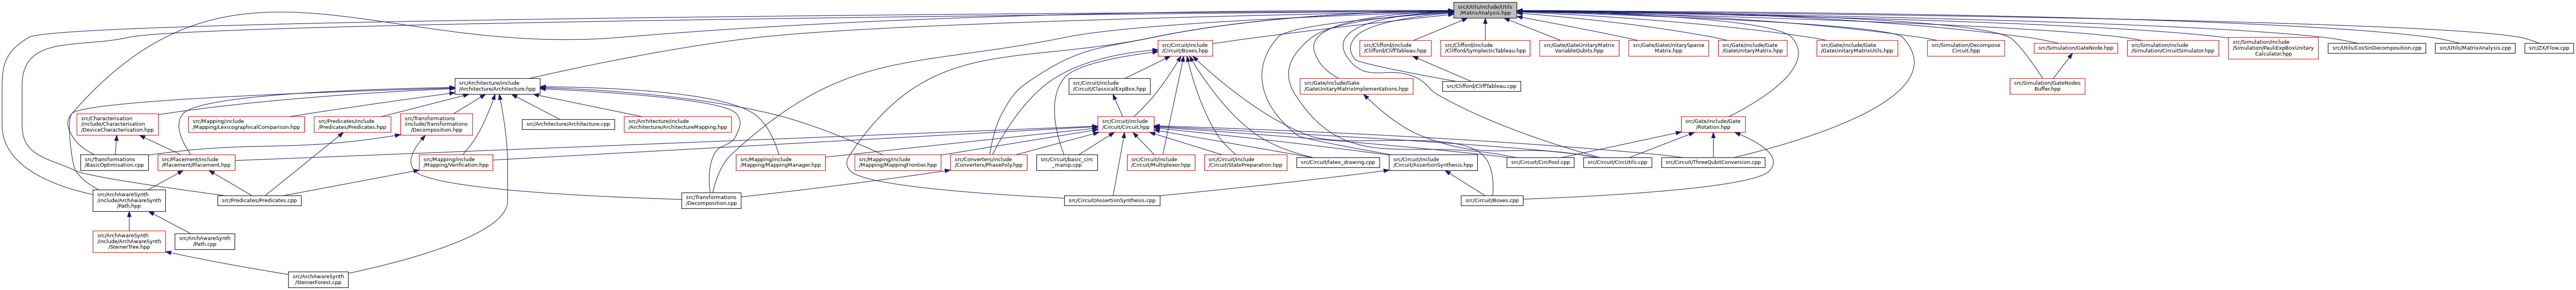 src/Utils/include/Utils
/MatrixAnalysis.hpp
src/Circuit/include
/Circuit/Boxes.hpp
src/Clifford/include
/Clifford/CliffTableau.hpp
src/Clifford/include
/Clifford/SymplecticTableau.hpp
src/Gate/GateUnitaryMatrix
VariableQubits.hpp
src/Gate/GateUnitarySparse
Matrix.hpp
src/Gate/include/Gate
/GateUnitaryMatrix.hpp
src/Gate/include/Gate
/GateUnitaryMatrixUtils.hpp
src/Simulation/Decompose
Circuit.hpp
src/Simulation/GateNode.hpp
src/Simulation/include
/Simulation/CircuitSimulator.hpp
src/Simulation/include
/Simulation/PauliExpBoxUnitary
Calculator.hpp
src/Utils/CosSinDecomposition.cpp
src/Utils/MatrixAnalysis.cpp
src/ZX/Flow.cpp
src/Architecture/include
/Architecture/Architecture.hpp
src/Circuit/include
/Circuit/ClassicalExpBox.hpp
src/Gate/include/Gate
/GateUnitaryMatrixImplementations.hpp
src/Clifford/CliffTableau.cpp
src/Simulation/GateNodes
Buffer.hpp
src/Characterisation
/include/Characterisation
/DeviceCharacterisation.hpp
src/Mapping/include
/Mapping/LexicographicalComparison.hpp
src/Predicates/include
/Predicates/Predicates.hpp
src/Transformations
/include/Transformations
/Decomposition.hpp
src/Architecture/Architecture.cpp
src/Architecture/include
/Architecture/ArchitectureMapping.hpp
src/Circuit/include
/Circuit/Circuit.hpp
src/Gate/include/Gate
/Rotation.hpp
src/Transformations
/BasicOptimisation.cpp
src/Placement/include
/Placement/Placement.hpp
src/Mapping/include
/Mapping/Verification.hpp
src/Mapping/include
/Mapping/MappingManager.hpp
src/Mapping/include
/Mapping/MappingFrontier.hpp
src/Converters/include
/Converters/PhasePoly.hpp
src/Circuit/basic_circ
_manip.cpp
src/Circuit/include
/Circuit/Multiplexor.hpp
src/Circuit/include
/Circuit/StatePreparation.hpp
src/Circuit/latex_drawing.cpp
src/Circuit/include
/Circuit/AssertionSynthesis.hpp
src/Circuit/CircPool.cpp
src/Circuit/CircUtils.cpp
src/Circuit/ThreeQubitConversion.cpp
src/ArchAwareSynth
/include/ArchAwareSynth
/Path.hpp
src/Predicates/Predicates.cpp
src/Transformations
/Decomposition.cpp
src/Circuit/AssertionSynthesis.cpp
src/Circuit/Boxes.cpp
src/ArchAwareSynth
/include/ArchAwareSynth
/SteinerTree.hpp
src/ArchAwareSynth
/Path.cpp
src/ArchAwareSynth
/SteinerForest.cpp